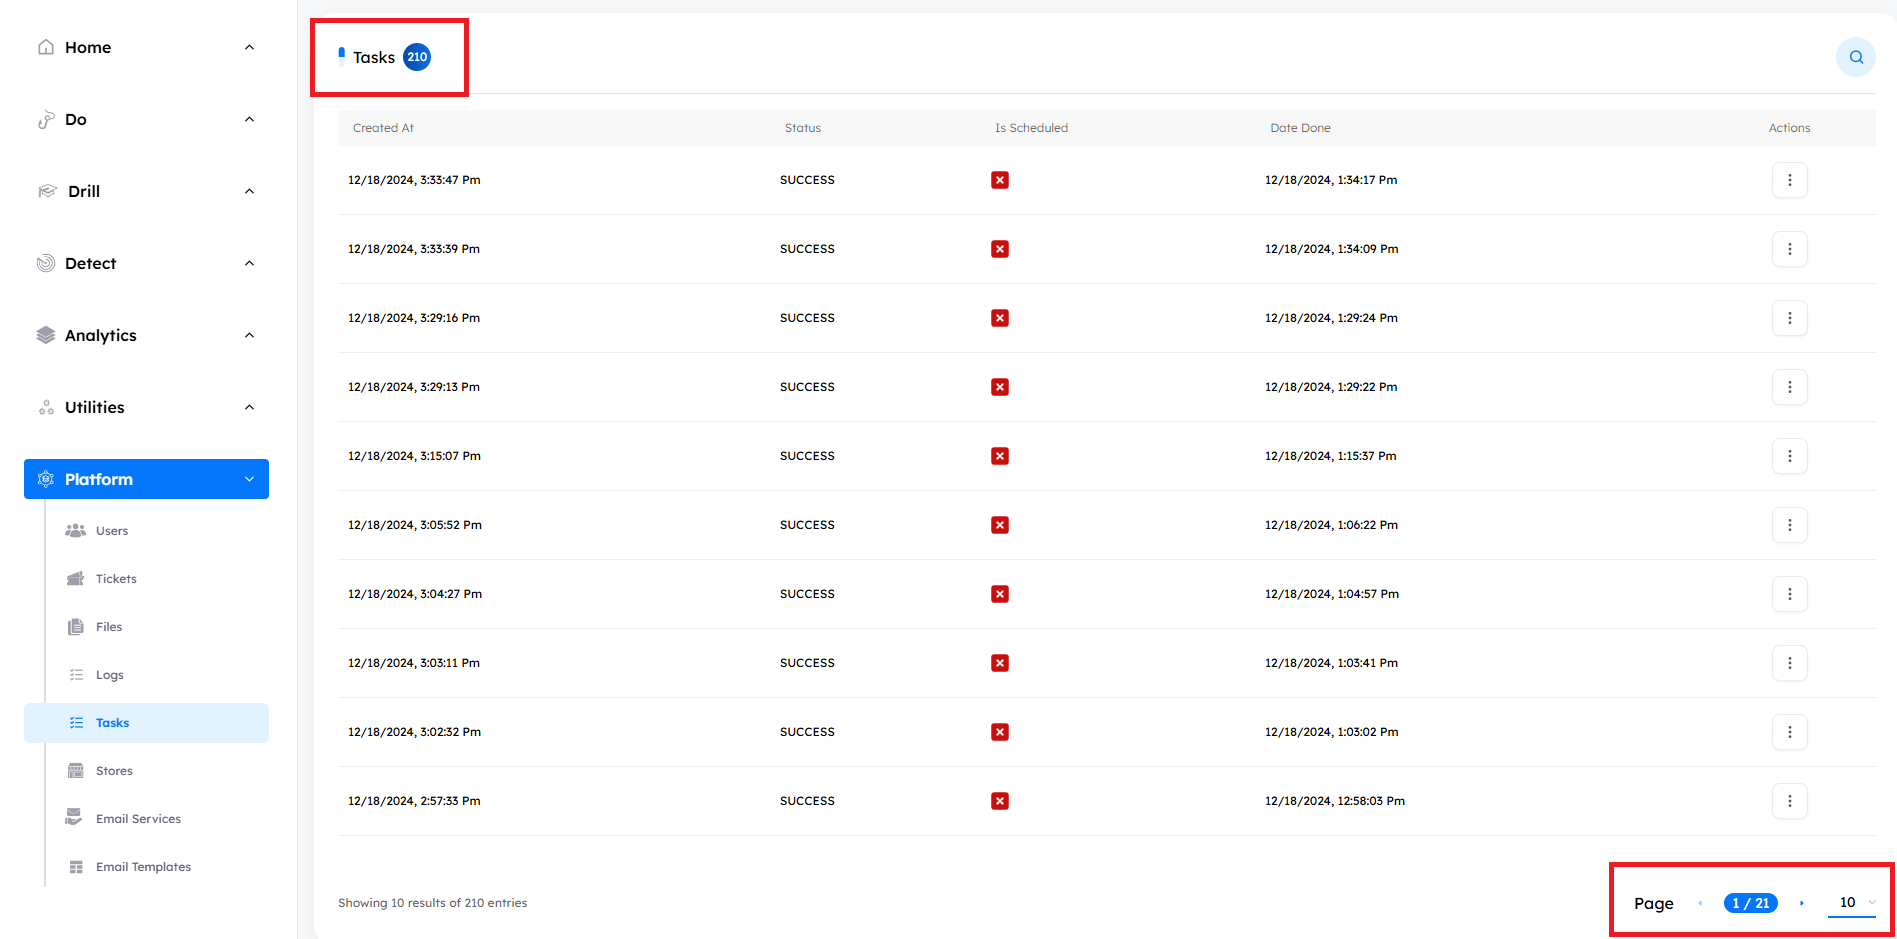 Home
Do
Drill
Detect
Analytics
Utilities
Platform
Users
Tickets
Files
Logs
Tasks
Stores
Email Services
Email Templates
Tasks 210
Created At Status Is Scheduled Date Done Actions
12/18/2024, 3:33:47 Pm SUCCESS 12/18/2024, 1:34:17 Pm
12/18/2024, 3:33:39 Pm SUCCESS 12/18/2024, 1:34:09 Pm
12/18/2024, 3:29:16 Pm SUCCESS 12/18/2024, 1:29:24 Pm
12/18/2024, 3:29:13 Pm SUCCESS 12/18/2024, 1:29:22 Pm
12/18/2024, 3:15:07 Pm SUCCESS 12/18/2024, 1:15:37 Pm
12/18/2024, 3:05:52 Pm SUCCESS 12/18/2024, 1:06:22 Pm
12/18/2024, 3:04:27 Pm SUCCESS 12/18/2024, 1:04:57 Pm
12/18/2024, 3:03:11 Pm SUCCESS 12/18/2024, 1:03:41 Pm
12/18/2024, 3:02:32 Pm SUCCESS 12/18/2024, 1:03:02 Pm
12/18/2024, 2:57:33 Pm SUCCESS 12/18/2024, 12:58:03 Pm
Showing 10 results of 210 entries
Page 1 / 21 10